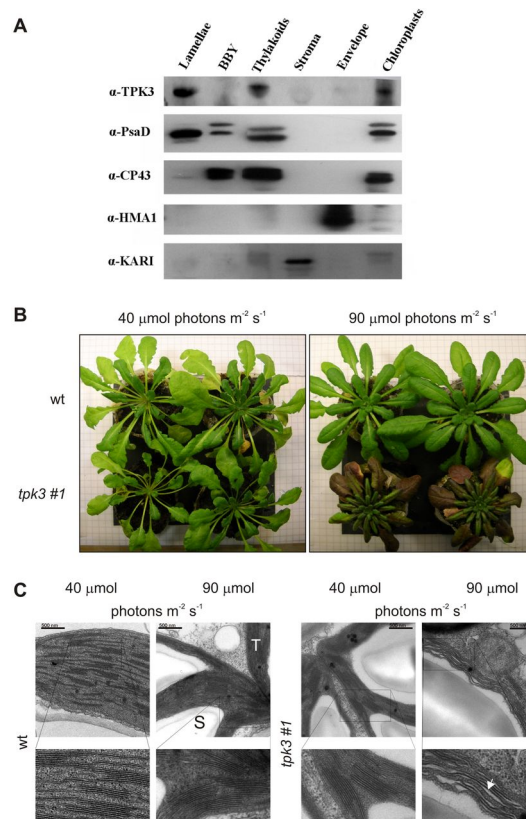 A
Lamellae BBY Thylakoids Stroma Envelope Chloroplasts
α-TPK3
α-PsaD
α-CP43
α-HMA1
α-KARI
B
40 μmol photons m⁻² s⁻¹ 90 μmol photons m⁻² s⁻¹
wt
tpk3 #1
C
40 μmol 90 μmol 40 μmol 90 μmol
photons m⁻² s⁻¹ photons m⁻² s⁻¹
500 nm
T
S
wt
tpk3 #1